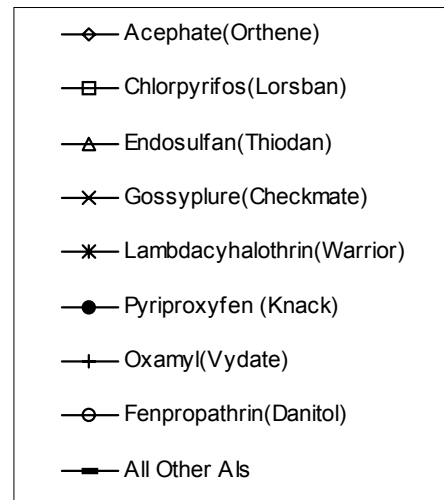 Acephate(Orthene)
Chlorpyrifos(Lorsban)
Endosulfan(Thiodan)
Gossyplure(Checkmate)
Lambdacyhalothrin(Warrior)
Pyriproxyfen (Knack)
Oxamyl(Vydate)
Fenpropathrin(Danitol)
All Other AIs